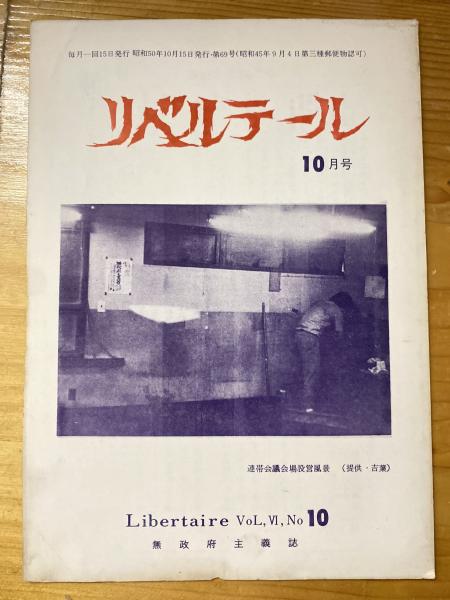 毎月一回15日発行 昭和50年10月15日発行・第69号(昭和45年9月4日第三種郵便物認可)
リベルテール
10月号
連帯会議会場設営風景 (提供・古葉)
Libertaire VoL,Ⅵ,No 10
無政府主義誌